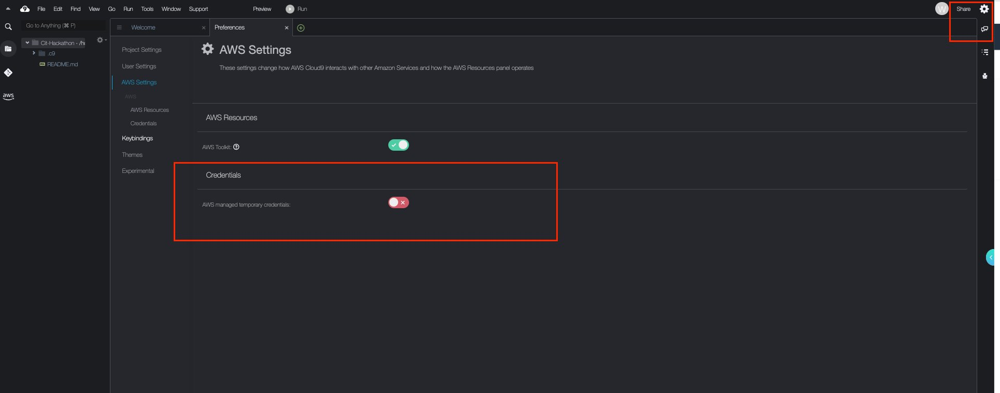 File Edit Find View Go Run Tools Window Support Preview Run W Share
Go to Anything (⌘ P)
Welcome Preferences
Cit-Hackathon - /ho
.c9
README.md
aws
Project Settings
User Settings
AWS Settings
AWS
AWS Resources
Credentials
Keybindings
Themes
Experimental
AWS Settings
These settings change how AWS Cloud9 interacts with other Amazon Services and how the AWS Resources panel operates
AWS Resources
AWS Toolkit:
Credentials
AWS managed temporary credentials: